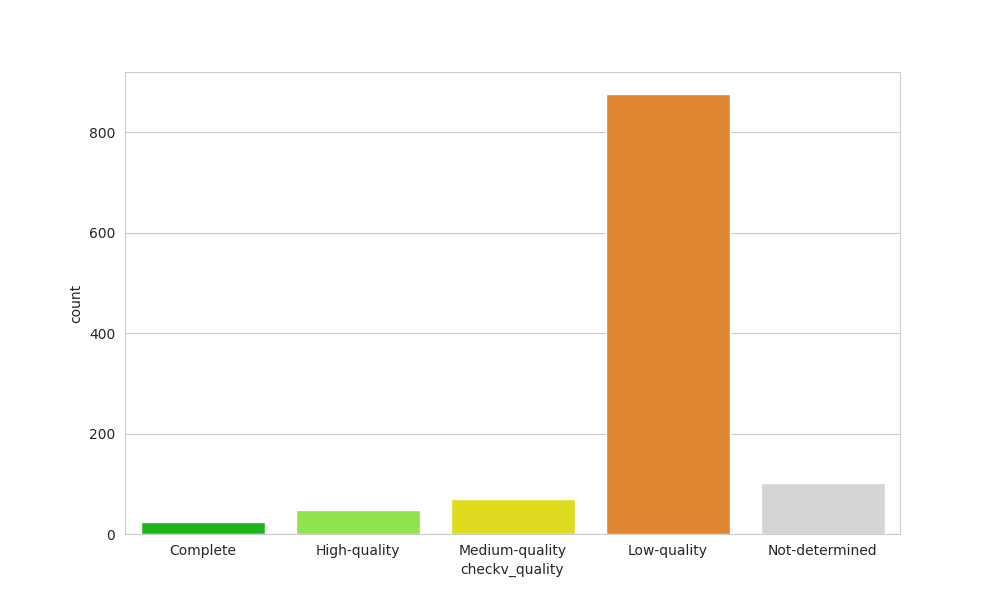 800
600
400
200
0
count
Complete
High-quality
Medium-quality
Low-quality
Not-determined
checkv_quality